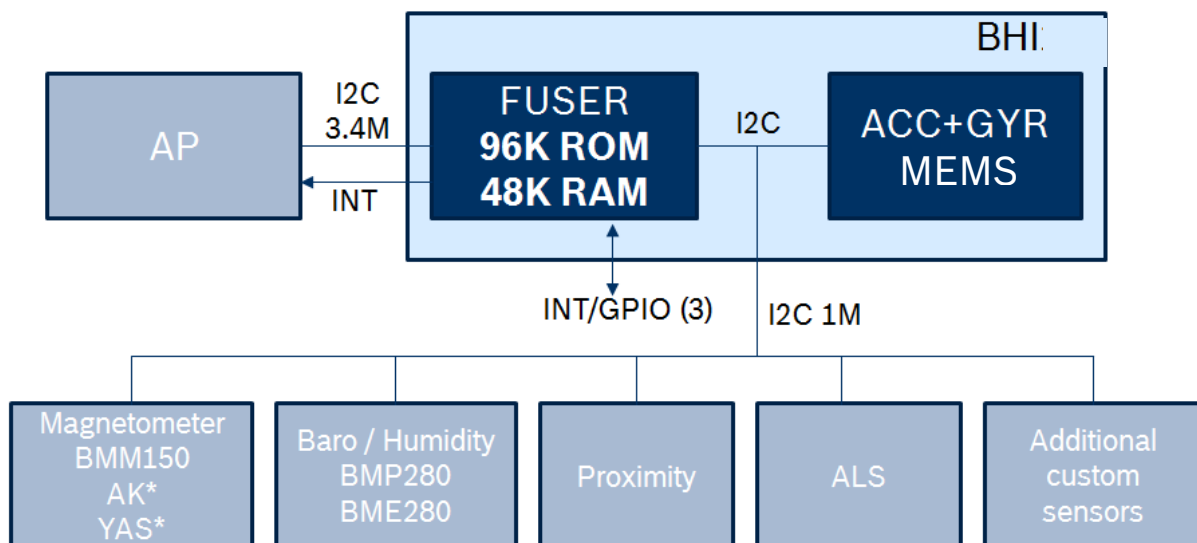 BHI
AP
I2C
3.4M
INT
FUSER
96K ROM
48K RAM
I2C
ACC+GYR
MEMS
INT/GPIO (3)
I2C 1M
Magnetometer
BMM150
AK*
YAS*
Baro / Humidity
BMP280
BME280
Proximity
ALS
Additional
custom
sensors